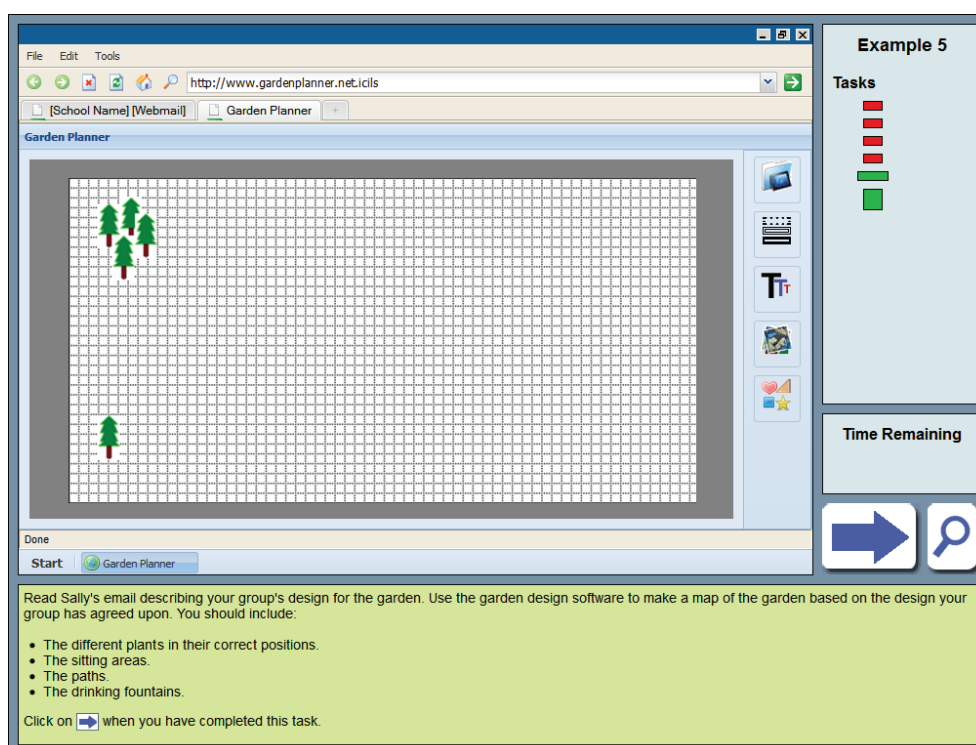 File Edit Tools
http://www.gardenplanner.net.icils
[School Name] [Webmail] Garden Planner +
Garden Planner
TTT
Done
Start Garden Planner
Example 5
Tasks
Time Remaining
Read Sally's email describing your group's design for the garden. Use the garden design software to make a map of the garden based on the design your
group has agreed upon. You should include:
• The different plants in their correct positions.
• The sitting areas.
• The paths.
• The drinking fountains.
Click on when you have completed this task.